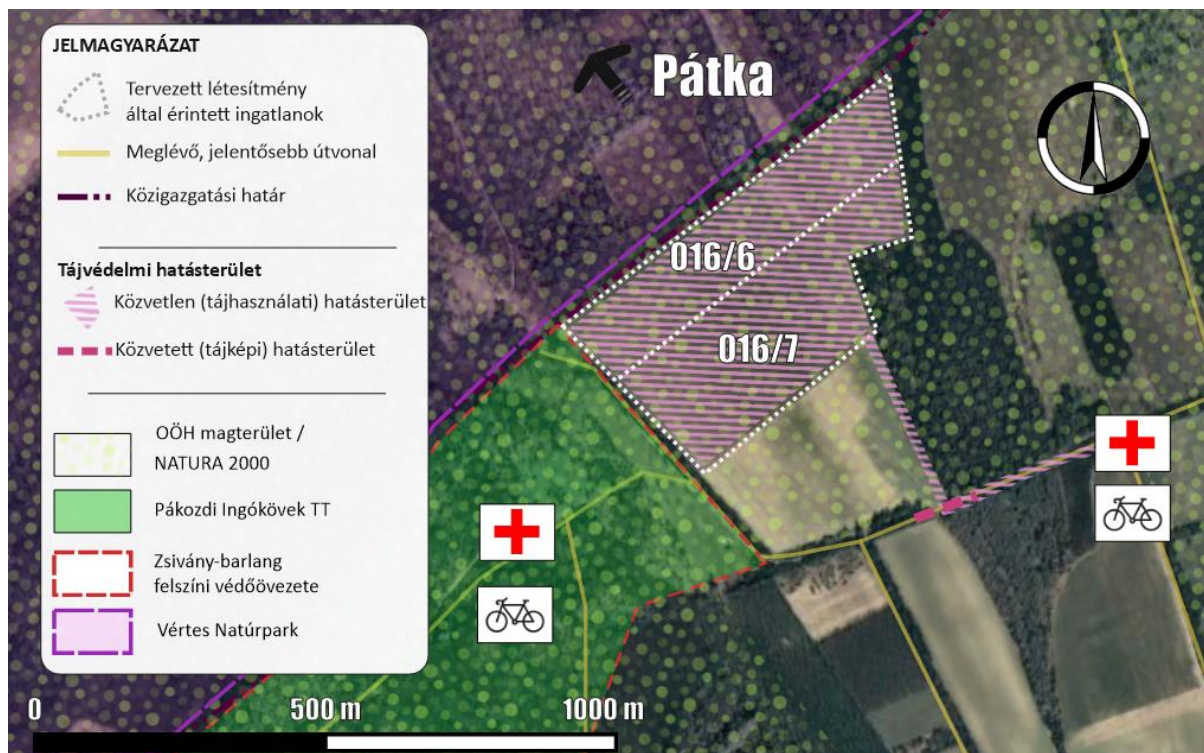 JELMAGYARÁZAT
Tervezett létesítmény
által érintett ingatlanok
Meglévő, jelentősebb útvonal
Közigazgatási határ
Tájvédelmi hatásterület
Közvetlen (tájhasználati) hatásterület
Közvetett (tájképi) hatásterület
OÖH magterület /
NATURA 2000
Pákozdi Ingókövek TT
Zsivány-barlang
felszíni védőövezete
Vértes Natúrpark
Pátka
016/6
016/7
0
500 m
1000 m